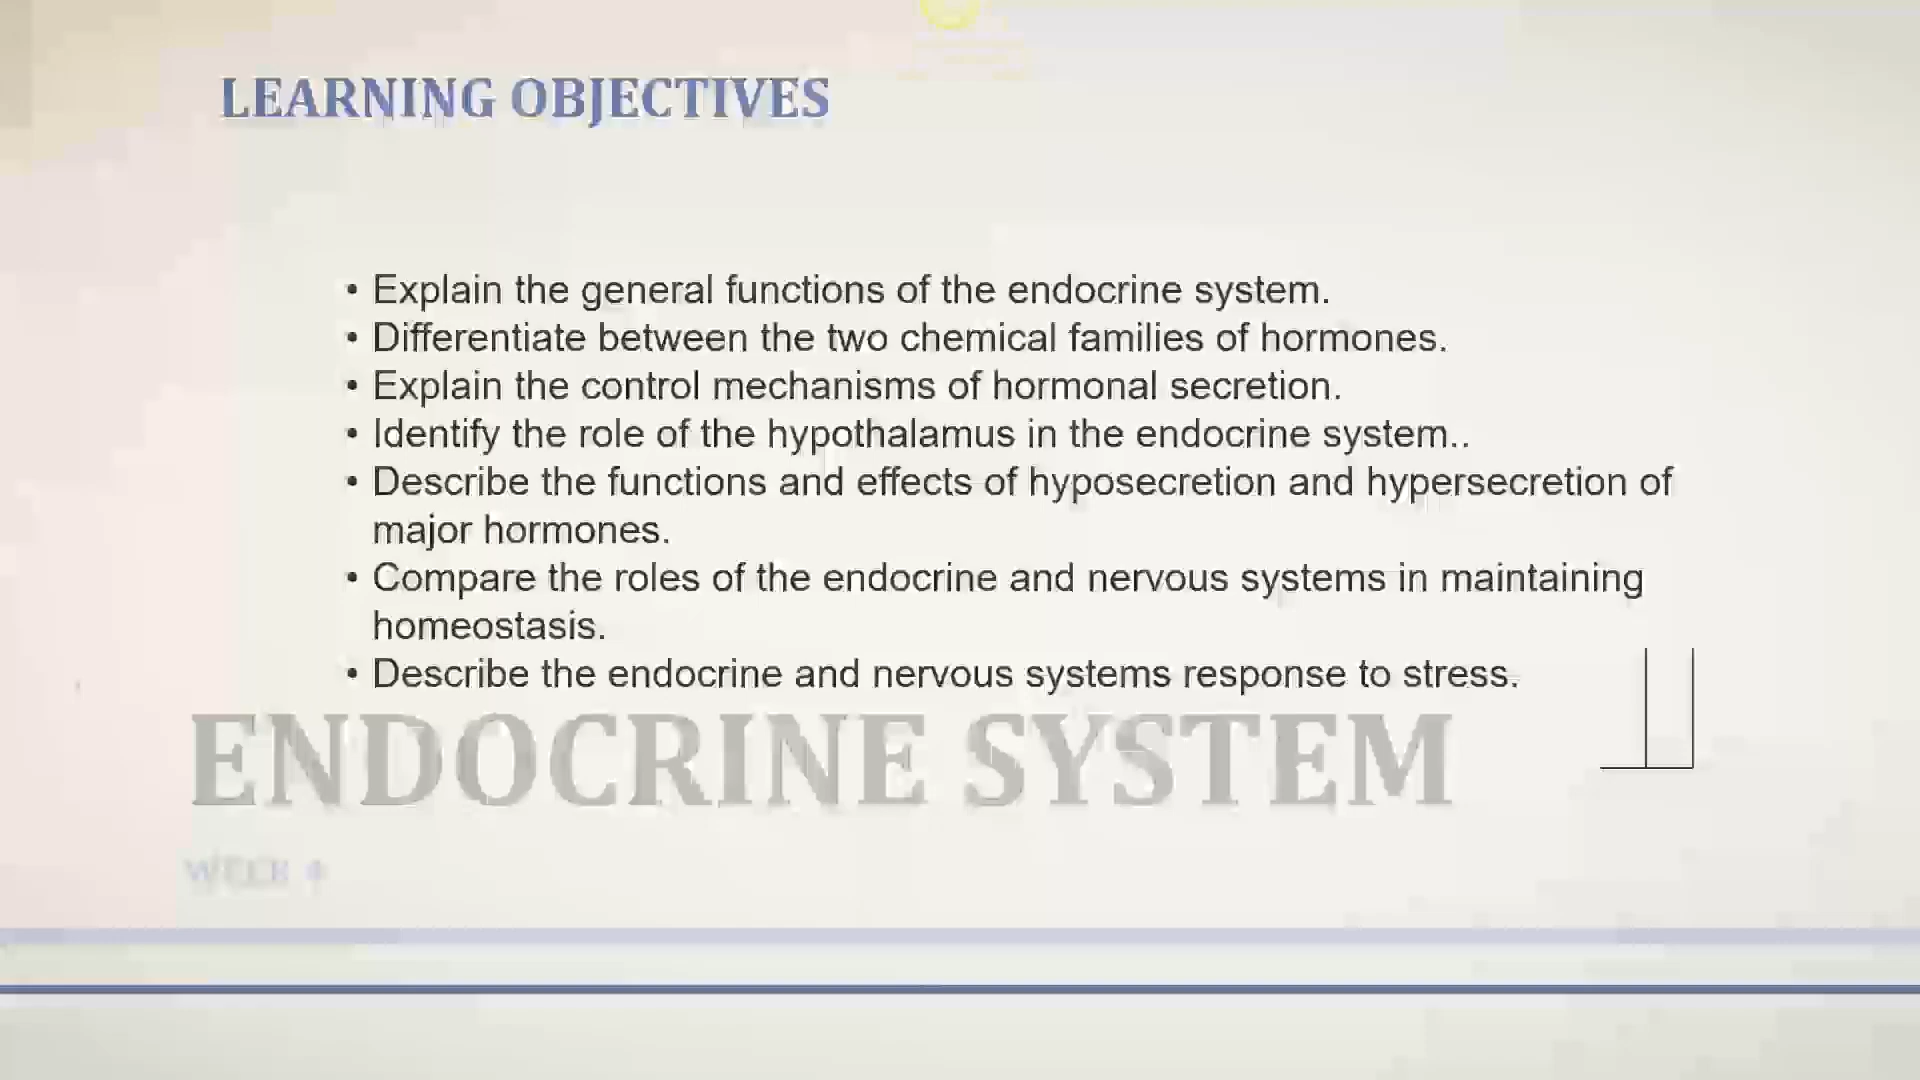 LEARNING OBJECTIVES
• Explain the general functions of the endocrine system.
• Differentiate between the two chemical families of hormones.
• Explain the control mechanisms of hormonal secretion.
• Identify the role of the hypothalamus in the endocrine system..
• Describe the functions and effects of hyposecretion and hypersecretion of
major hormones.
• Compare the roles of the endocrine and nervous systems in maintaining
homeostasis.
• Describe the endocrine and nervous systems response to stress.
ENDOCRINE SYSTEM
WEEK